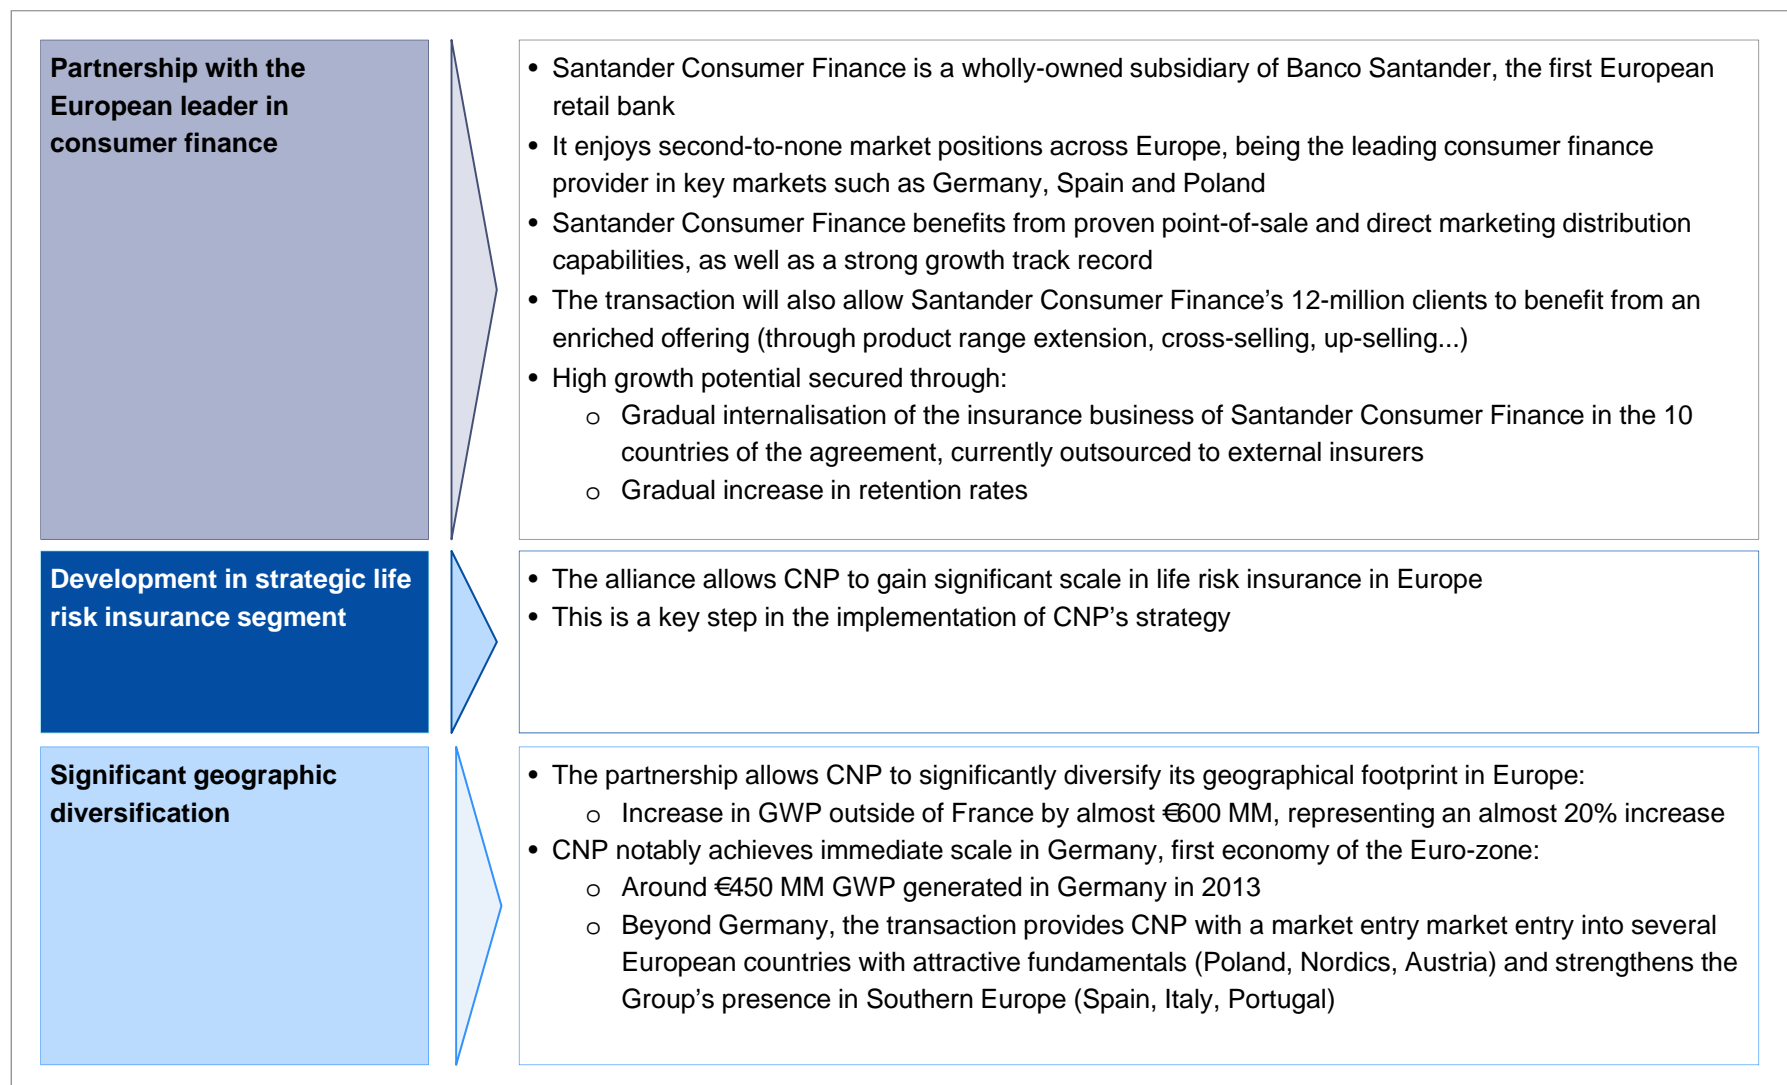 Partnership with the
European leader in
consumer finance
• Santander Consumer Finance is a wholly-owned subsidiary of Banco Santander, the first European
retail bank
• It enjoys second-to-none market positions across Europe, being the leading consumer finance
provider in key markets such as Germany, Spain and Poland
• Santander Consumer Finance benefits from proven point-of-sale and direct marketing distribution
capabilities, as well as a strong growth track record
• The transaction will also allow Santander Consumer Finance’s 12-million clients to benefit from an
enriched offering (through product range extension, cross-selling, up-selling...)
• High growth potential secured through:
o Gradual internalisation of the insurance business of Santander Consumer Finance in the 10
countries of the agreement, currently outsourced to external insurers
o Gradual increase in retention rates
Development in strategic life
risk insurance segment
• The alliance allows CNP to gain significant scale in life risk insurance in Europe
• This is a key step in the implementation of CNP’s strategy
Significant geographic
diversification
• The partnership allows CNP to significantly diversify its geographical footprint in Europe:
o Increase in GWP outside of France by almost €600 MM, representing an almost 20% increase
• CNP notably achieves immediate scale in Germany, first economy of the Euro-zone:
o Around €450 MM GWP generated in Germany in 2013
o Beyond Germany, the transaction provides CNP with a market entry market entry into several
European countries with attractive fundamentals (Poland, Nordics, Austria) and strengthens the
Group’s presence in Southern Europe (Spain, Italy, Portugal)